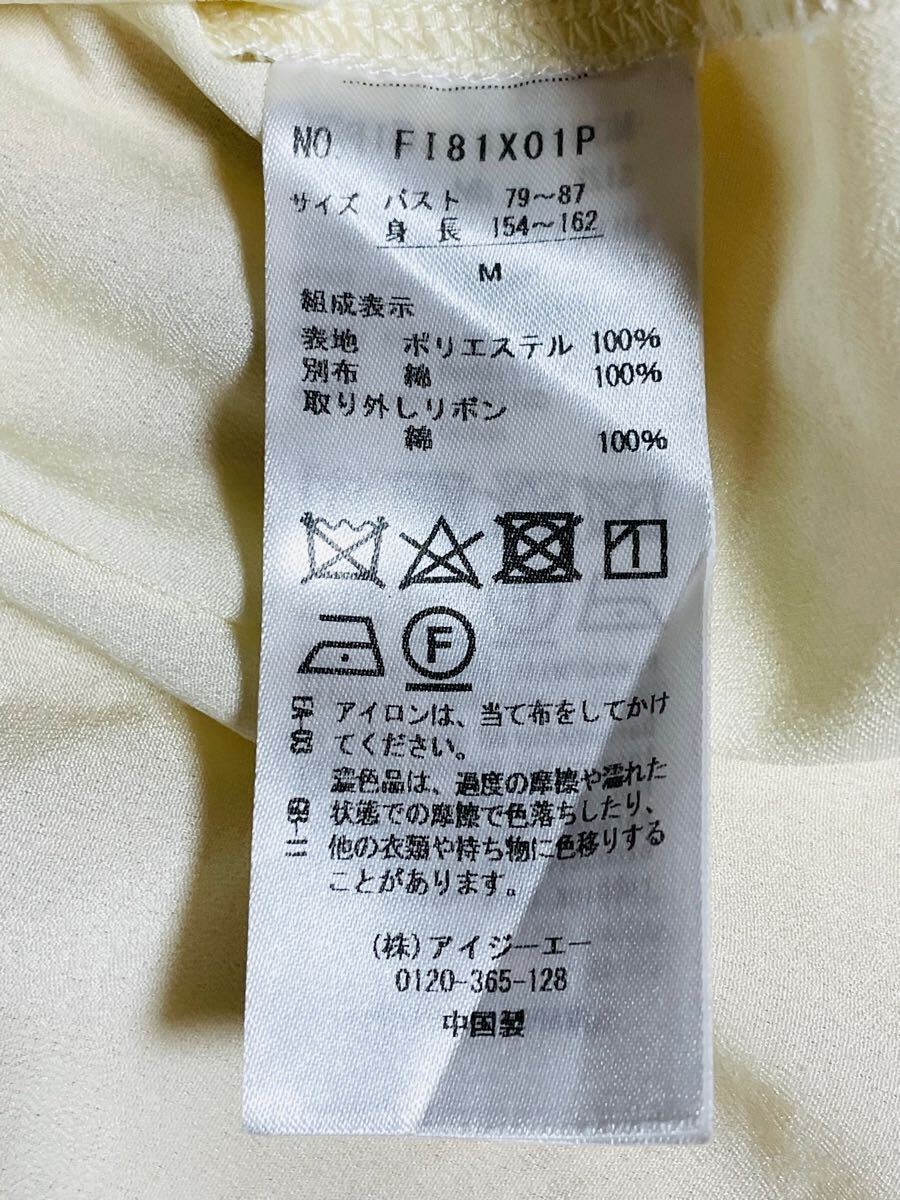 NO. FI81X01P
サイズ バスト 79～87
身長 154～162
M
組成表示
表地 ポリエステル 100%
別布 綿 100%
取り外しリボン
綿 100%
F
アイロンは、当て布をしてかけ
てください。
濃色品は、過度の摩擦や濡れた
状態での摩擦で色落ちしたり、
他の衣類や持ち物に色移りする
ことがあります。
(株)アイジーエー
0120-365-128
中国製